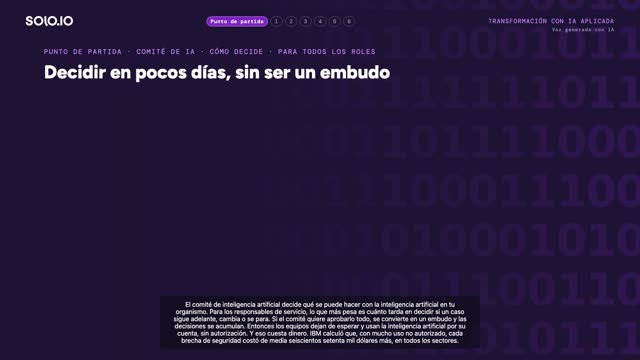 SOLO.IO
Punto de partida 1 2 3 4 5 6
TRANSFORMACIÓN CON IA APLICADA
Voz generada con IA
PUNTO DE PARTIDA · COMITÉ DE IA · CÓMO DECIDE · PARA TODOS LOS ROLES
Decidir en pocos días, sin ser un embudo
El comité de inteligencia artificial decide qué se puede hacer con la inteligencia artificial en tu
organismo. Para los responsables de servicio, lo que más pesa es cuánto tarda en decidir si un caso
sigue adelante, cambia o se para. Si el comité quiere aprobarlo todo, se convierte en un embudo y las
decisiones se acumulan. Entonces los equipos dejan de esperar y usan la inteligencia artificial por su
cuenta, sin autorización. Y eso cuesta dinero. IBM calculó que, con mucho uso no autorizado, cada
brecha de seguridad costó de media seiscientos setenta mil dólares más, en todos los sectores.